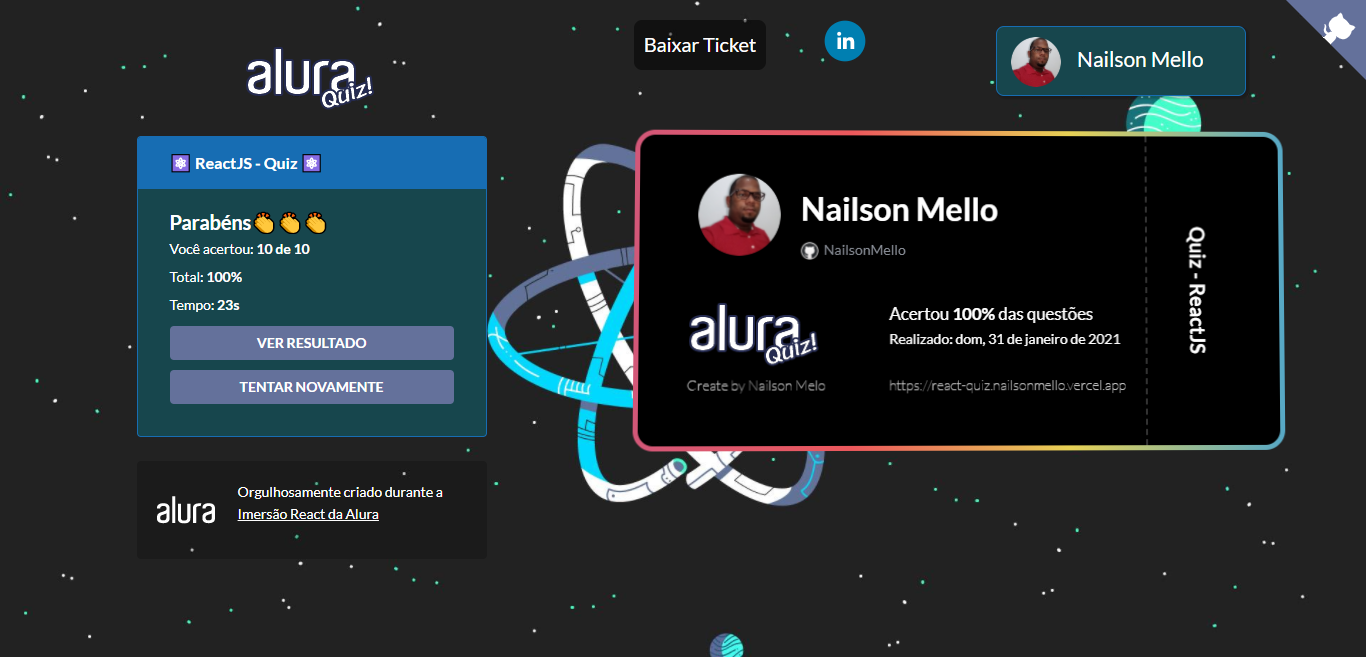 alura
Quiz!
Baixar Ticket
in
Nailson Mello
ReactJS - Quiz
Parabéns👏👏👏
Você acertou: 10 de 10
Total: 100%
Tempo: 23s
VER RESULTADO
TENTAR NOVAMENTE
alura
Orgulhosamente criado durante a
Imersão React da Alura
Nailson Mello
NailsonMello
alura
Quiz!
Create by Nailson Melo
Acertou 100% das questões
Realizado: dom, 31 de janeiro de 2021
https://react-quiz.nailsonmello.vercel.app
Quiz - ReactJS